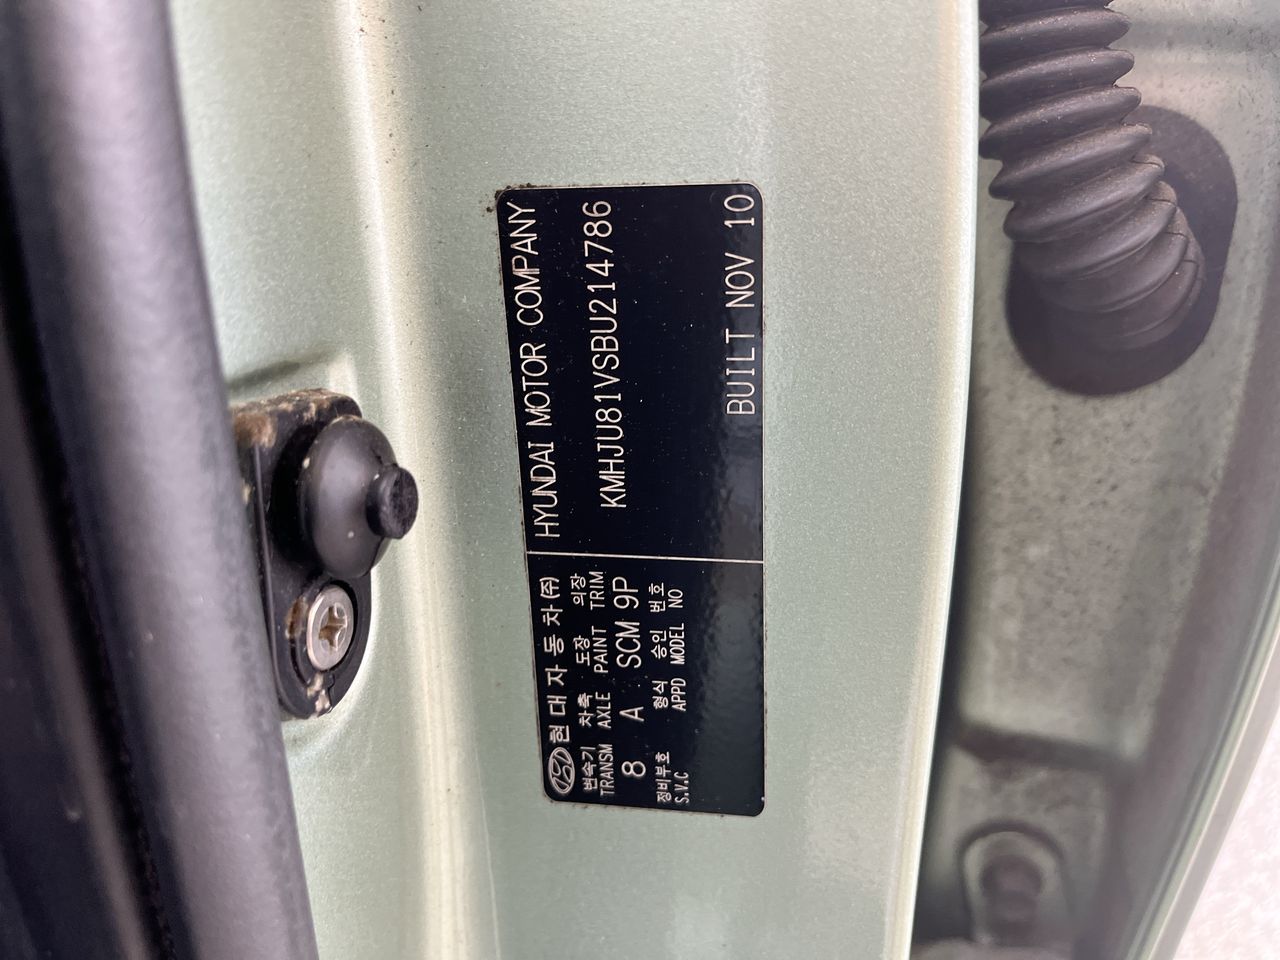 HYUNDAI MOTOR COMPANY
KMHJU81VSBU214786
BUILT NOV 10
현대자동차(주)
변속기 차축 도장 의장
TRANSM AXLE PAINT TRIM
8 A SCM 9P
정비부호 형식 승인 번호
S.V.C APPD MODEL NO